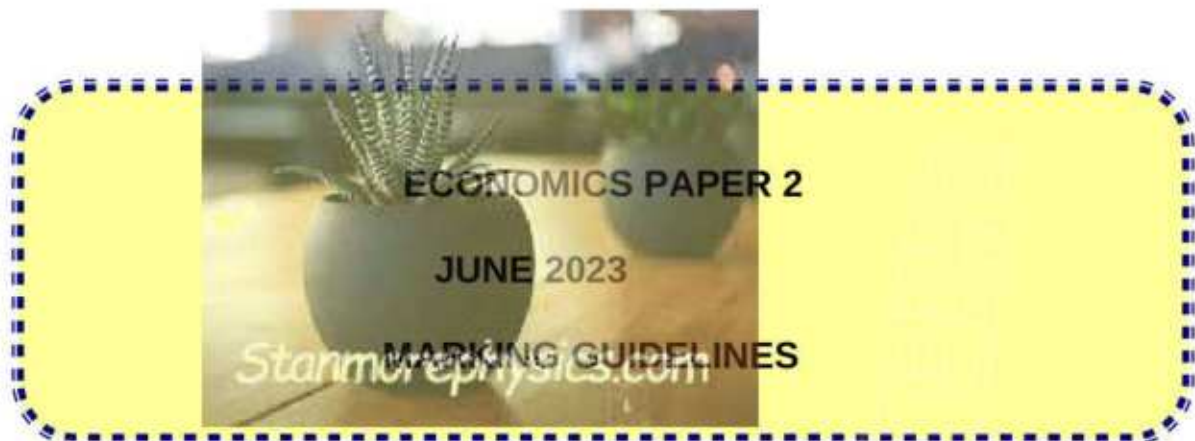 ECONOMICS PAPER 2
JUNE 2023
MARKING GUIDELINES
Stanmorephysics.com